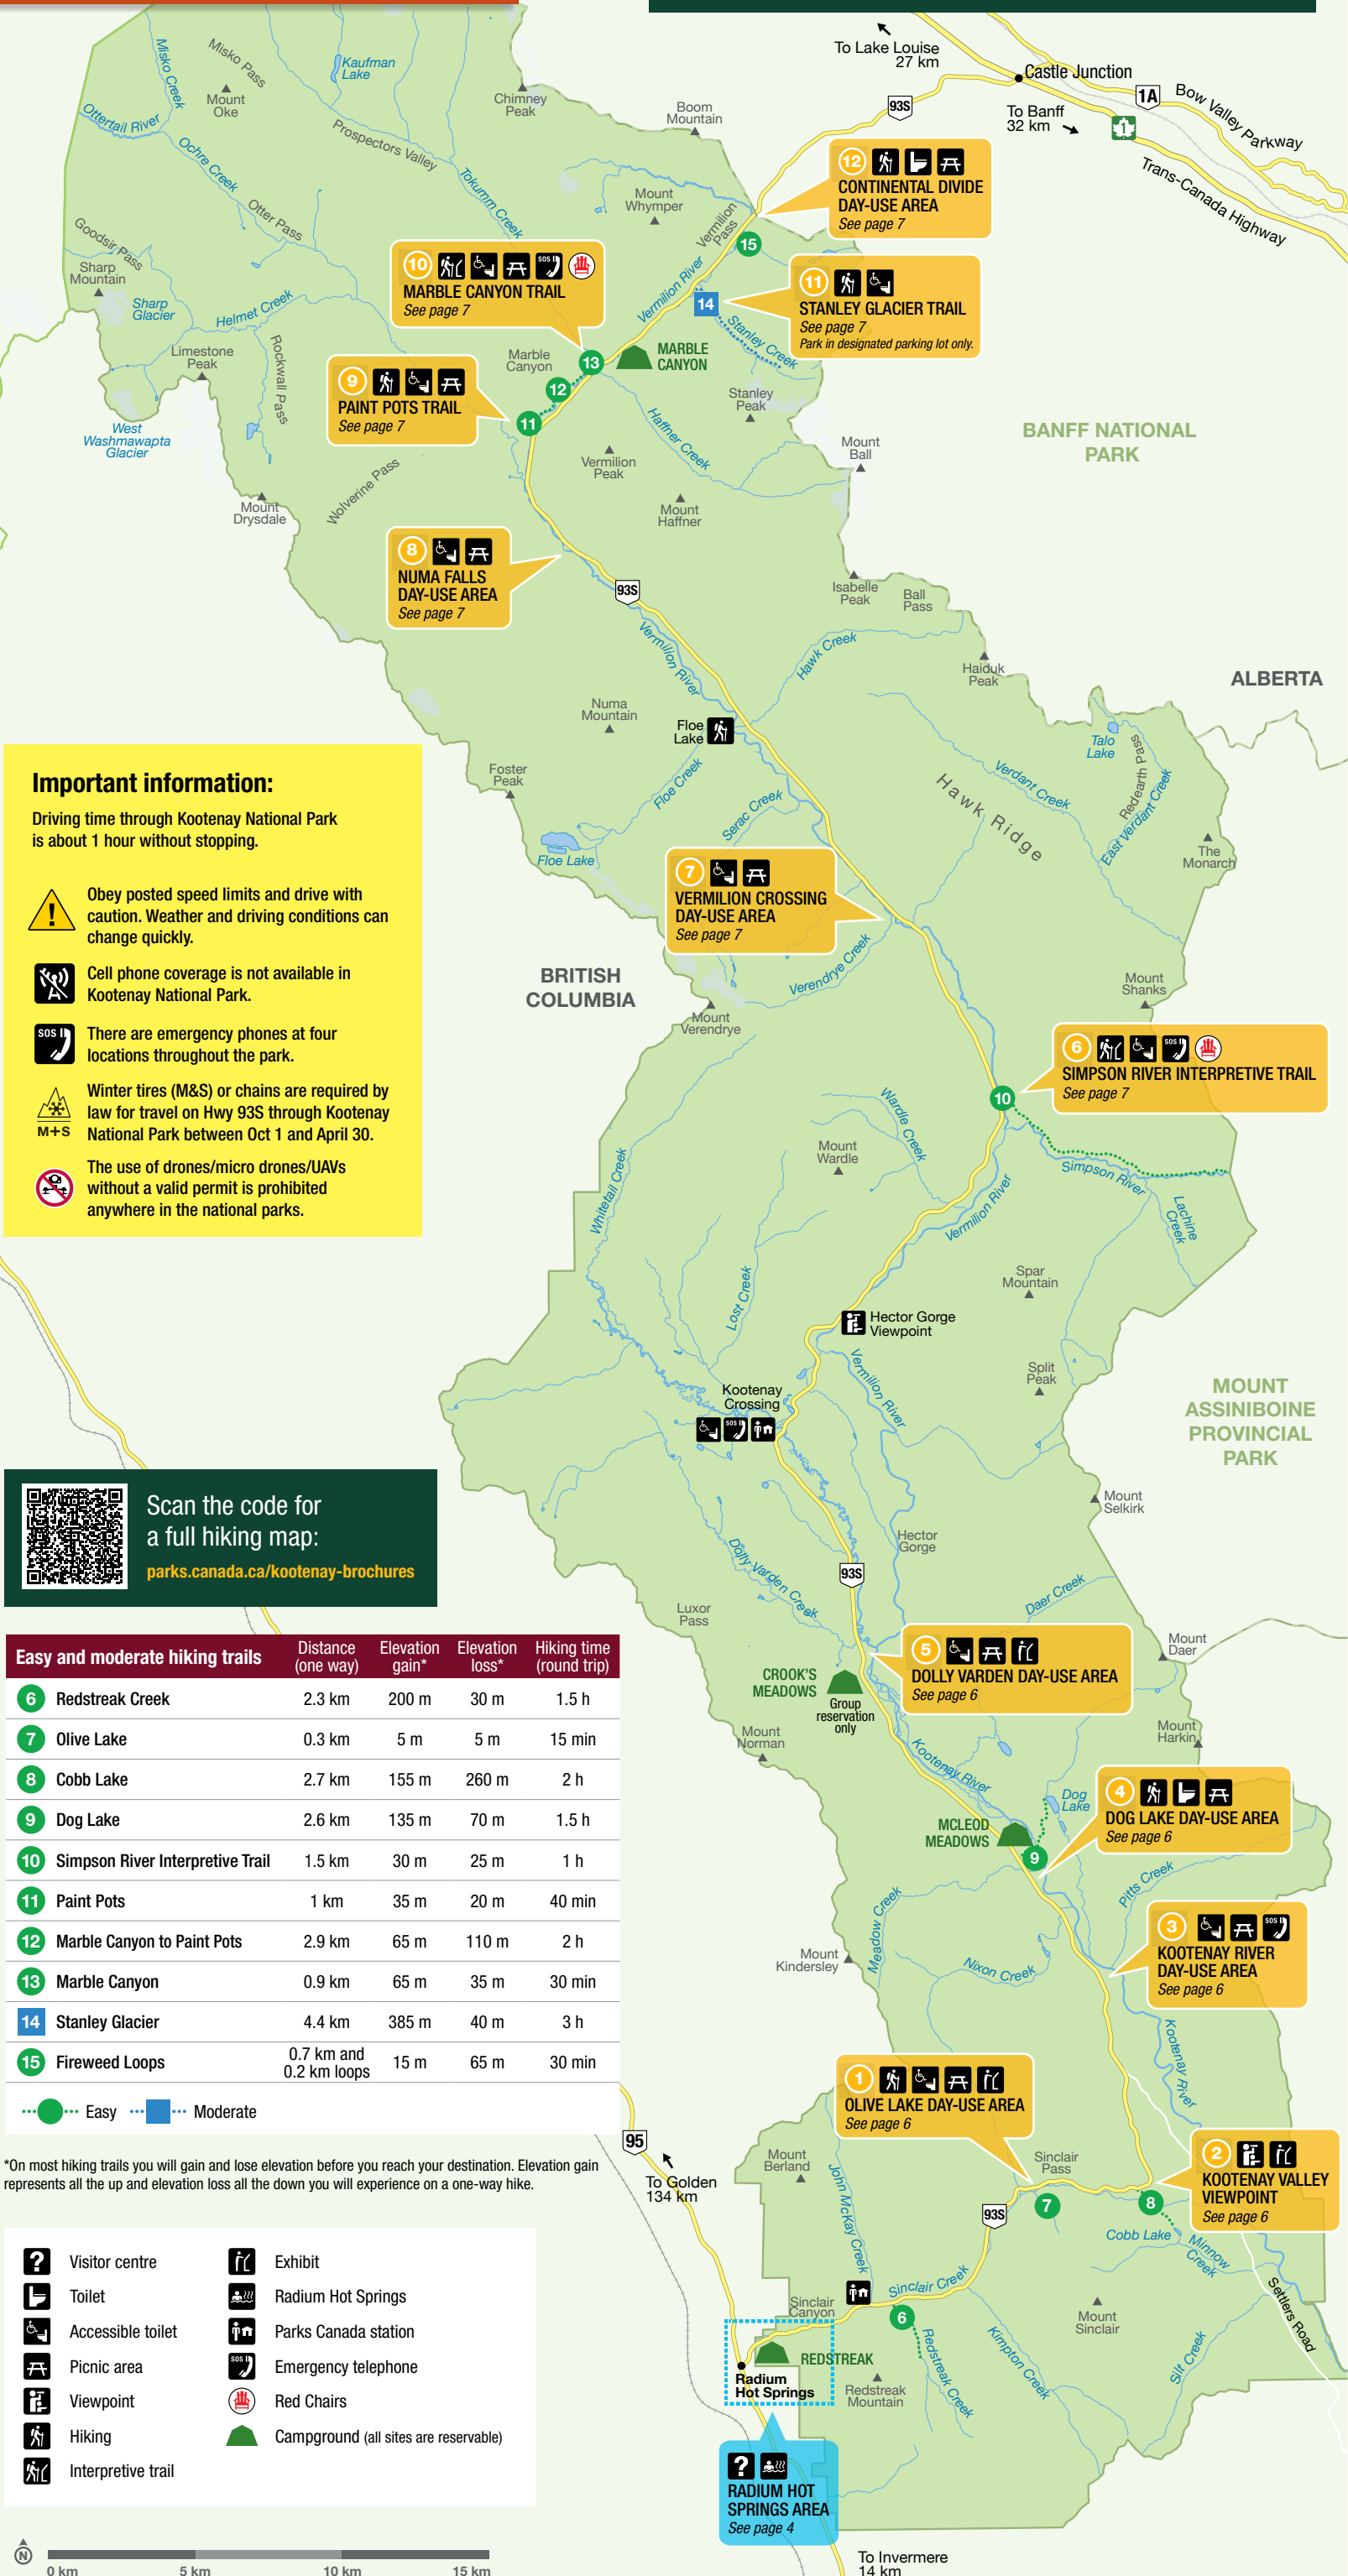 To Lake Louise
27 km
Castle Junction
93S
1A
Bow Valley Parkway
To Banff
32 km
1
Trans-Canada Highway
Misko Creek
Misko Pass
Kaufman
Lake
Mount
Oke
Chimney
Peak
Boom
Mountain
Ottertail River
Prospectors Valley
Ochre Creek
Tokumm Creek
Otter Pass
Mount
Whymper
Vermilion
Pass
12
CONTINENTAL DIVIDE
DAY-USE AREA
See page 7
15
Goodsir Pass
Sharp
Mountain
Sharp
Glacier
Helmet Creek
10
SOS
MARBLE CANYON TRAIL
See page 7
Vermilion River
14
11
STANLEY GLACIER TRAIL
See page 7
Park in designated parking lot only.
Stanley Creek
Limestone
Peak
Rockwall Pass
Marble
Canyon
13
MARBLE
CANYON
12
11
9
PAINT POTS TRAIL
See page 7
Stanley
Peak
West
Washmawapta
Glacier
Haffner Creek
BANFF NATIONAL
PARK
Mount
Ball
Vermilion
Peak
Wolverine Pass
Mount
Drysdale
Mount
Haffner
8
NUMA FALLS
DAY-USE AREA
See page 7
93S
Isabelle
Peak
Ball
Pass
Vermilion River
Hawk Creek
Haiduk
Peak
ALBERTA
Numa
Mountain
Floe
Lake
Talo
Lake
Redearth Pass
Foster
Peak
Floe Creek
Serac Creek
Hawk Ridge
Verdant Creek
East Verdant Creek
The
Monarch
Floe Lake
Important information:
Driving time through Kootenay National Park
is about 1 hour without stopping.
Obey posted speed limits and drive with
caution. Weather and driving conditions can
change quickly.
Cell phone coverage is not available in
Kootenay National Park.
SOS
There are emergency phones at four
locations throughout the park.
Winter tires (M&S) or chains are required by
law for travel on Hwy 93S through Kootenay
National Park between Oct 1 and April 30.
M+S
The use of drones/micro drones/UAVs
without a valid permit is prohibited
anywhere in the national parks.
7
VERMILION CROSSING
DAY-USE AREA
See page 7
Verendrye Creek
BRITISH
COLUMBIA
Mount
Verendrye
Mount
Shanks
6
SOS
SIMPSON RIVER INTERPRETIVE TRAIL
See page 7
10
Wardle Creek
Mount
Wardle
Simpson River
Lachine
Creek
Whitetail Creek
Vermilion River
Spar
Mountain
Lost Creek
Hector Gorge
Viewpoint
Vermilion River
Split
Peak
Kootenay
Crossing
SOS
MOUNT
ASSINIBOINE
PROVINCIAL
PARK
Mount
Selkirk
Hector
Gorge
Scan the code for
a full hiking map:
parks.canada.ca/kootenay-brochures
Dolly Varden Creek
93S
Daer Creek
Luxor
Pass
5
DOLLY VARDEN DAY-USE AREA
See page 6
Mount
Daer
CROOK'S
MEADOWS
Group
reservation
only
Mount
Norman
Mount
Harkin
Kootenay River
Dog
Lake
4
DOG LAKE DAY-USE AREA
See page 6
MCLEOD
MEADOWS
9
Pitts Creek
Meadow Creek
3
SOS
KOOTENAY RIVER
DAY-USE AREA
See page 6
Mount
Kindersley
Nixon Creek
Kootenay River
Easy and moderate hiking trails Distance (one way) Elevation gain* Elevation loss* Hiking time (round trip)
6 Redstreak Creek 2.3 km 200 m 30 m 1.5 h
7 Olive Lake 0.3 km 5 m 5 m 15 min
8 Cobb Lake 2.7 km 155 m 260 m 2 h
9 Dog Lake 2.6 km 135 m 70 m 1.5 h
10 Simpson River Interpretive Trail 1.5 km 30 m 25 m 1 h
11 Paint Pots 1 km 35 m 20 m 40 min
12 Marble Canyon to Paint Pots 2.9 km 65 m 110 m 2 h
13 Marble Canyon 0.9 km 65 m 35 m 30 min
14 Stanley Glacier 4.4 km 385 m 40 m 3 h
15 Fireweed Loops 0.7 km and 0.2 km loops 15 m 65 m 30 min
Easy Moderate
*On most hiking trails you will gain and lose elevation before you reach your destination. Elevation gain
represents all the up and elevation loss all the down you will experience on a one-way hike.
1
OLIVE LAKE DAY-USE AREA
See page 6
95
To Golden
134 km
Mount
Berland
John McKay Creek
Sinclair
Pass
2
KOOTENAY VALLEY
VIEWPOINT
See page 6
7
8
93S
Cobb Lake
Minnow
Creek
Settlers Road
Sinclair Creek
Sinclair
Canyon
6
Mount
Sinclair
REDSTREAK
Radium
Hot Springs
Redstreak
Mountain
Redstreak Creek
Kimpton Creek
Silt Creek
?
RADIUM HOT
SPRINGS AREA
See page 4
To Invermere
14 km
? Visitor centre
Toilet
Accessible toilet
Picnic area
Viewpoint
Hiking
Interpretive trail
Exhibit
Radium Hot Springs
Parks Canada station
SOS Emergency telephone
Red Chairs
Campground (all sites are reservable)
N
0 km 5 km 10 km 15 km